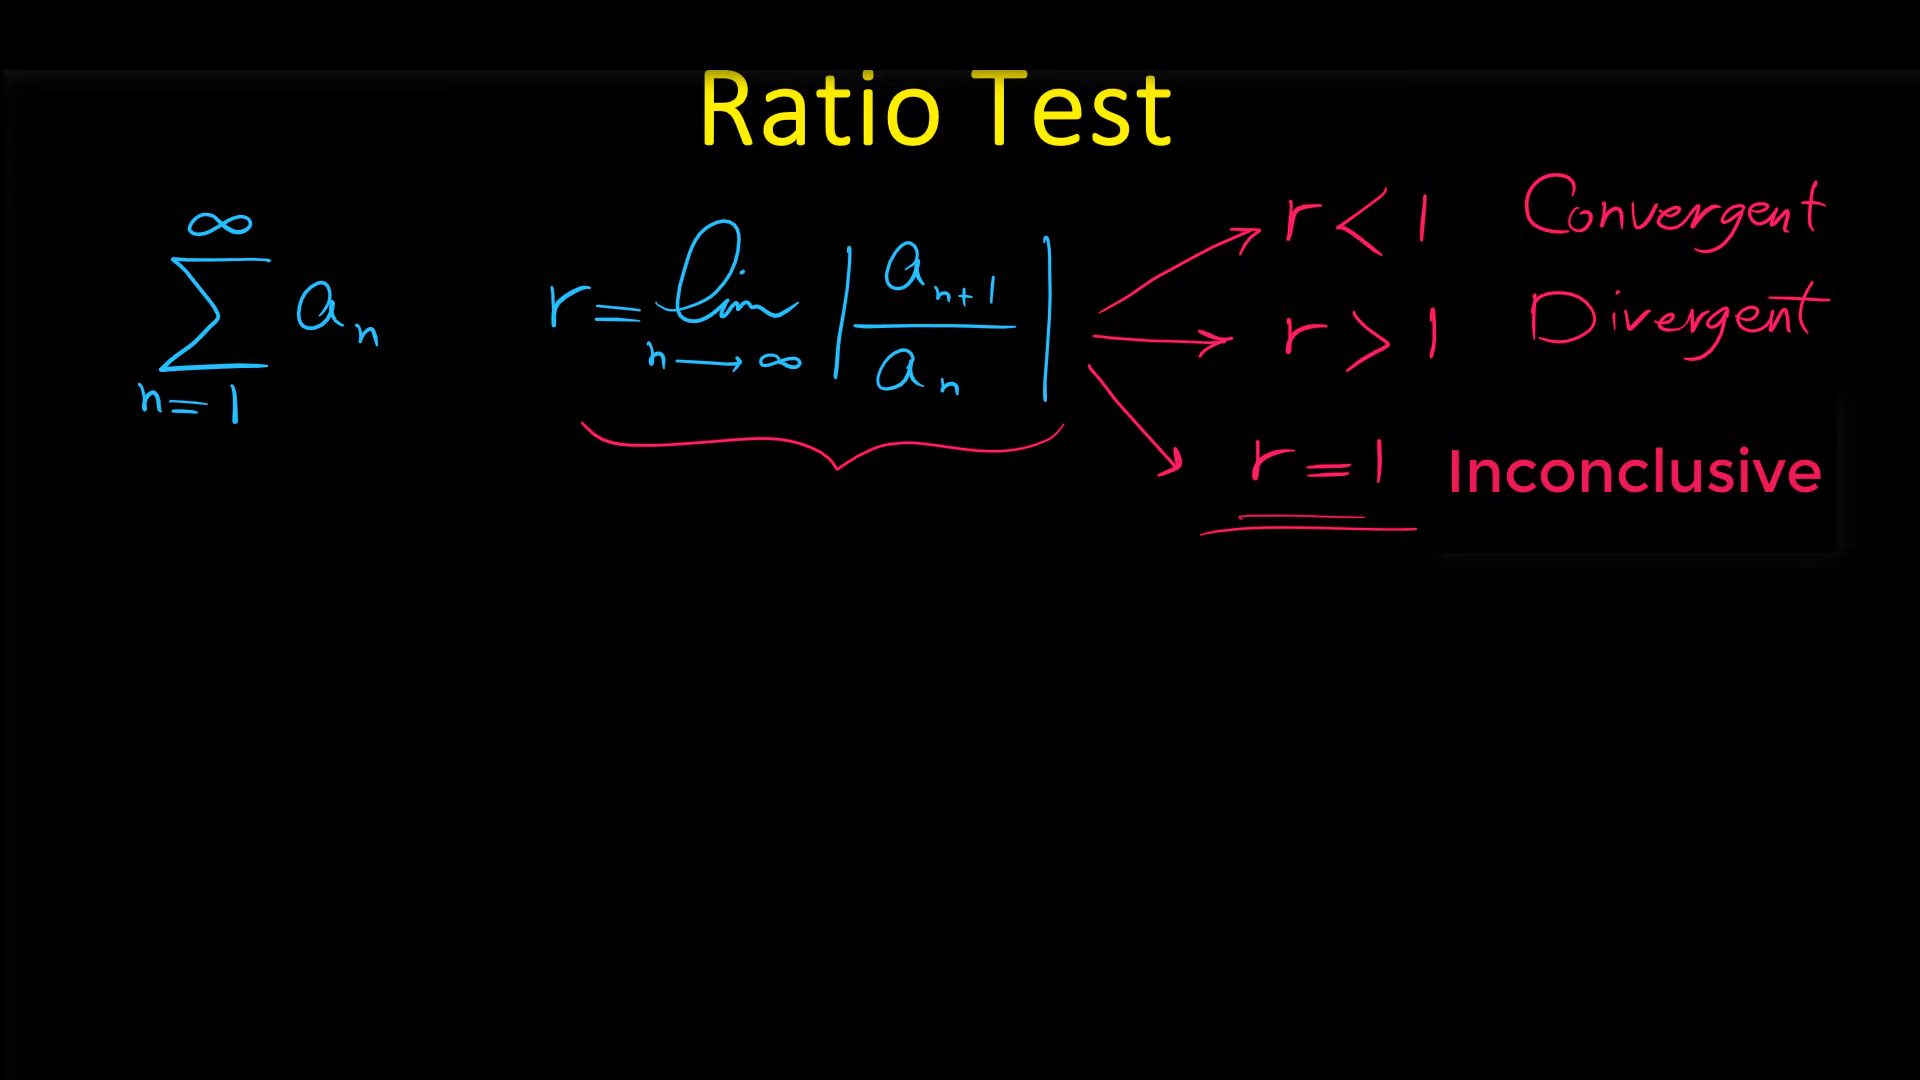 Ratio Test
∞
∑ aₙ
n=1
r = lim |aₙ₊₁ / aₙ|
n → ∞
r < 1 Convergent
r > 1 Divergent
r = 1 Inconclusive